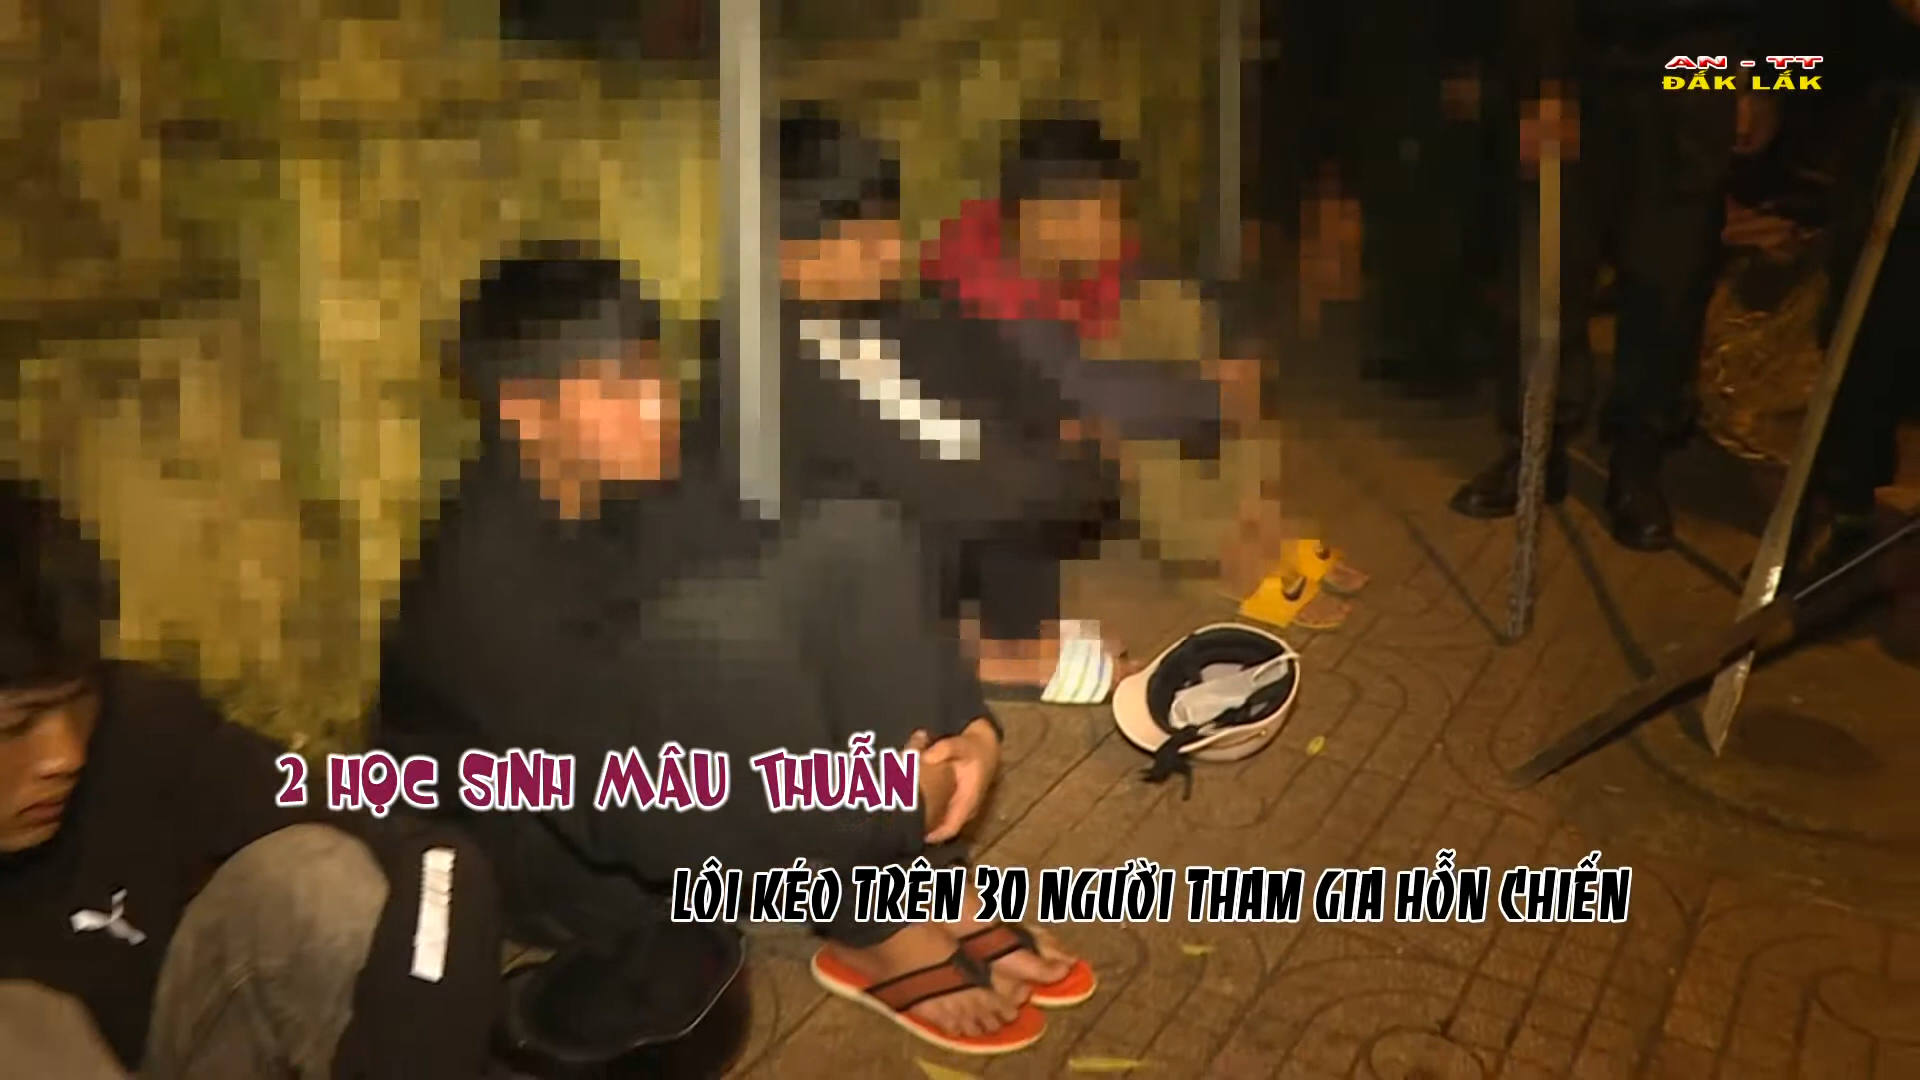 AN - TT
ĐẮK LẮK
2 HỌC SINH MÂU THUẪN
LÔI KÉO TRÊN 30 NGƯỜI THAM GIA HỖN CHIẾN